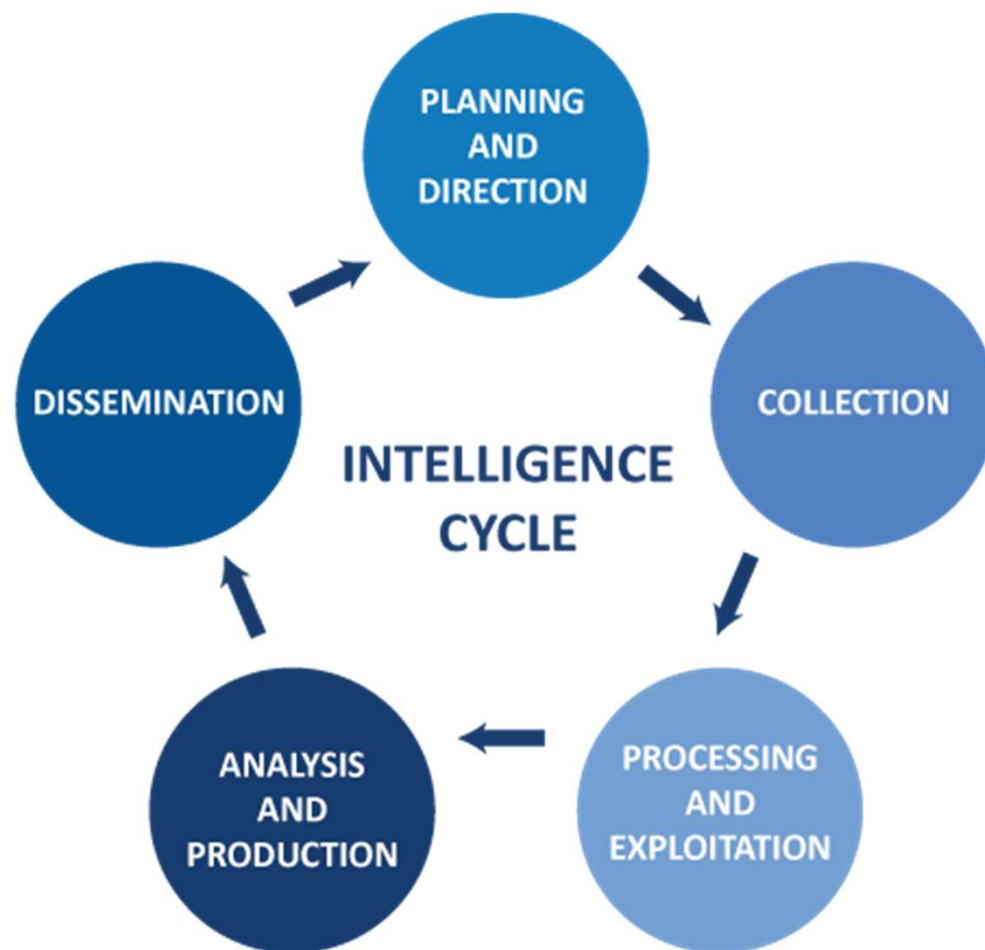 PLANNING
AND
DIRECTION
COLLECTION
PROCESSING
AND
EXPLOITATION
ANALYSIS
AND
PRODUCTION
DISSEMINATION
INTELLIGENCE
CYCLE